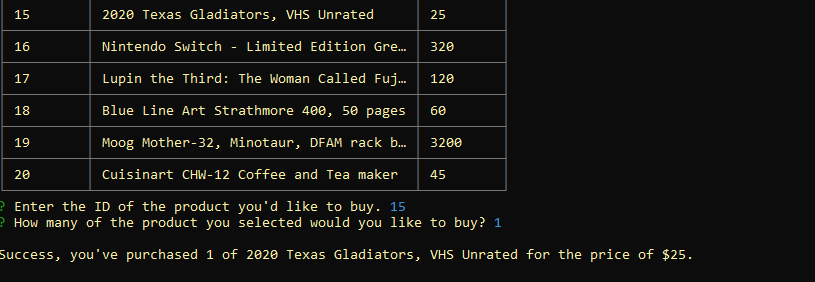 15 2020 Texas Gladiators, VHS Unrated 25
16 Nintendo Switch - Limited Edition Gre… 320
17 Lupin the Third: The Woman Called Fuj… 120
18 Blue Line Art Strathmore 400, 50 pages 60
19 Moog Mother-32, Minotaur, DFAM rack b… 3200
20 Cuisinart CHW-12 Coffee and Tea maker 45
? Enter the ID of the product you'd like to buy. 15
? How many of the product you selected would you like to buy? 1
Success, you've purchased 1 of 2020 Texas Gladiators, VHS Unrated for the price of $25.